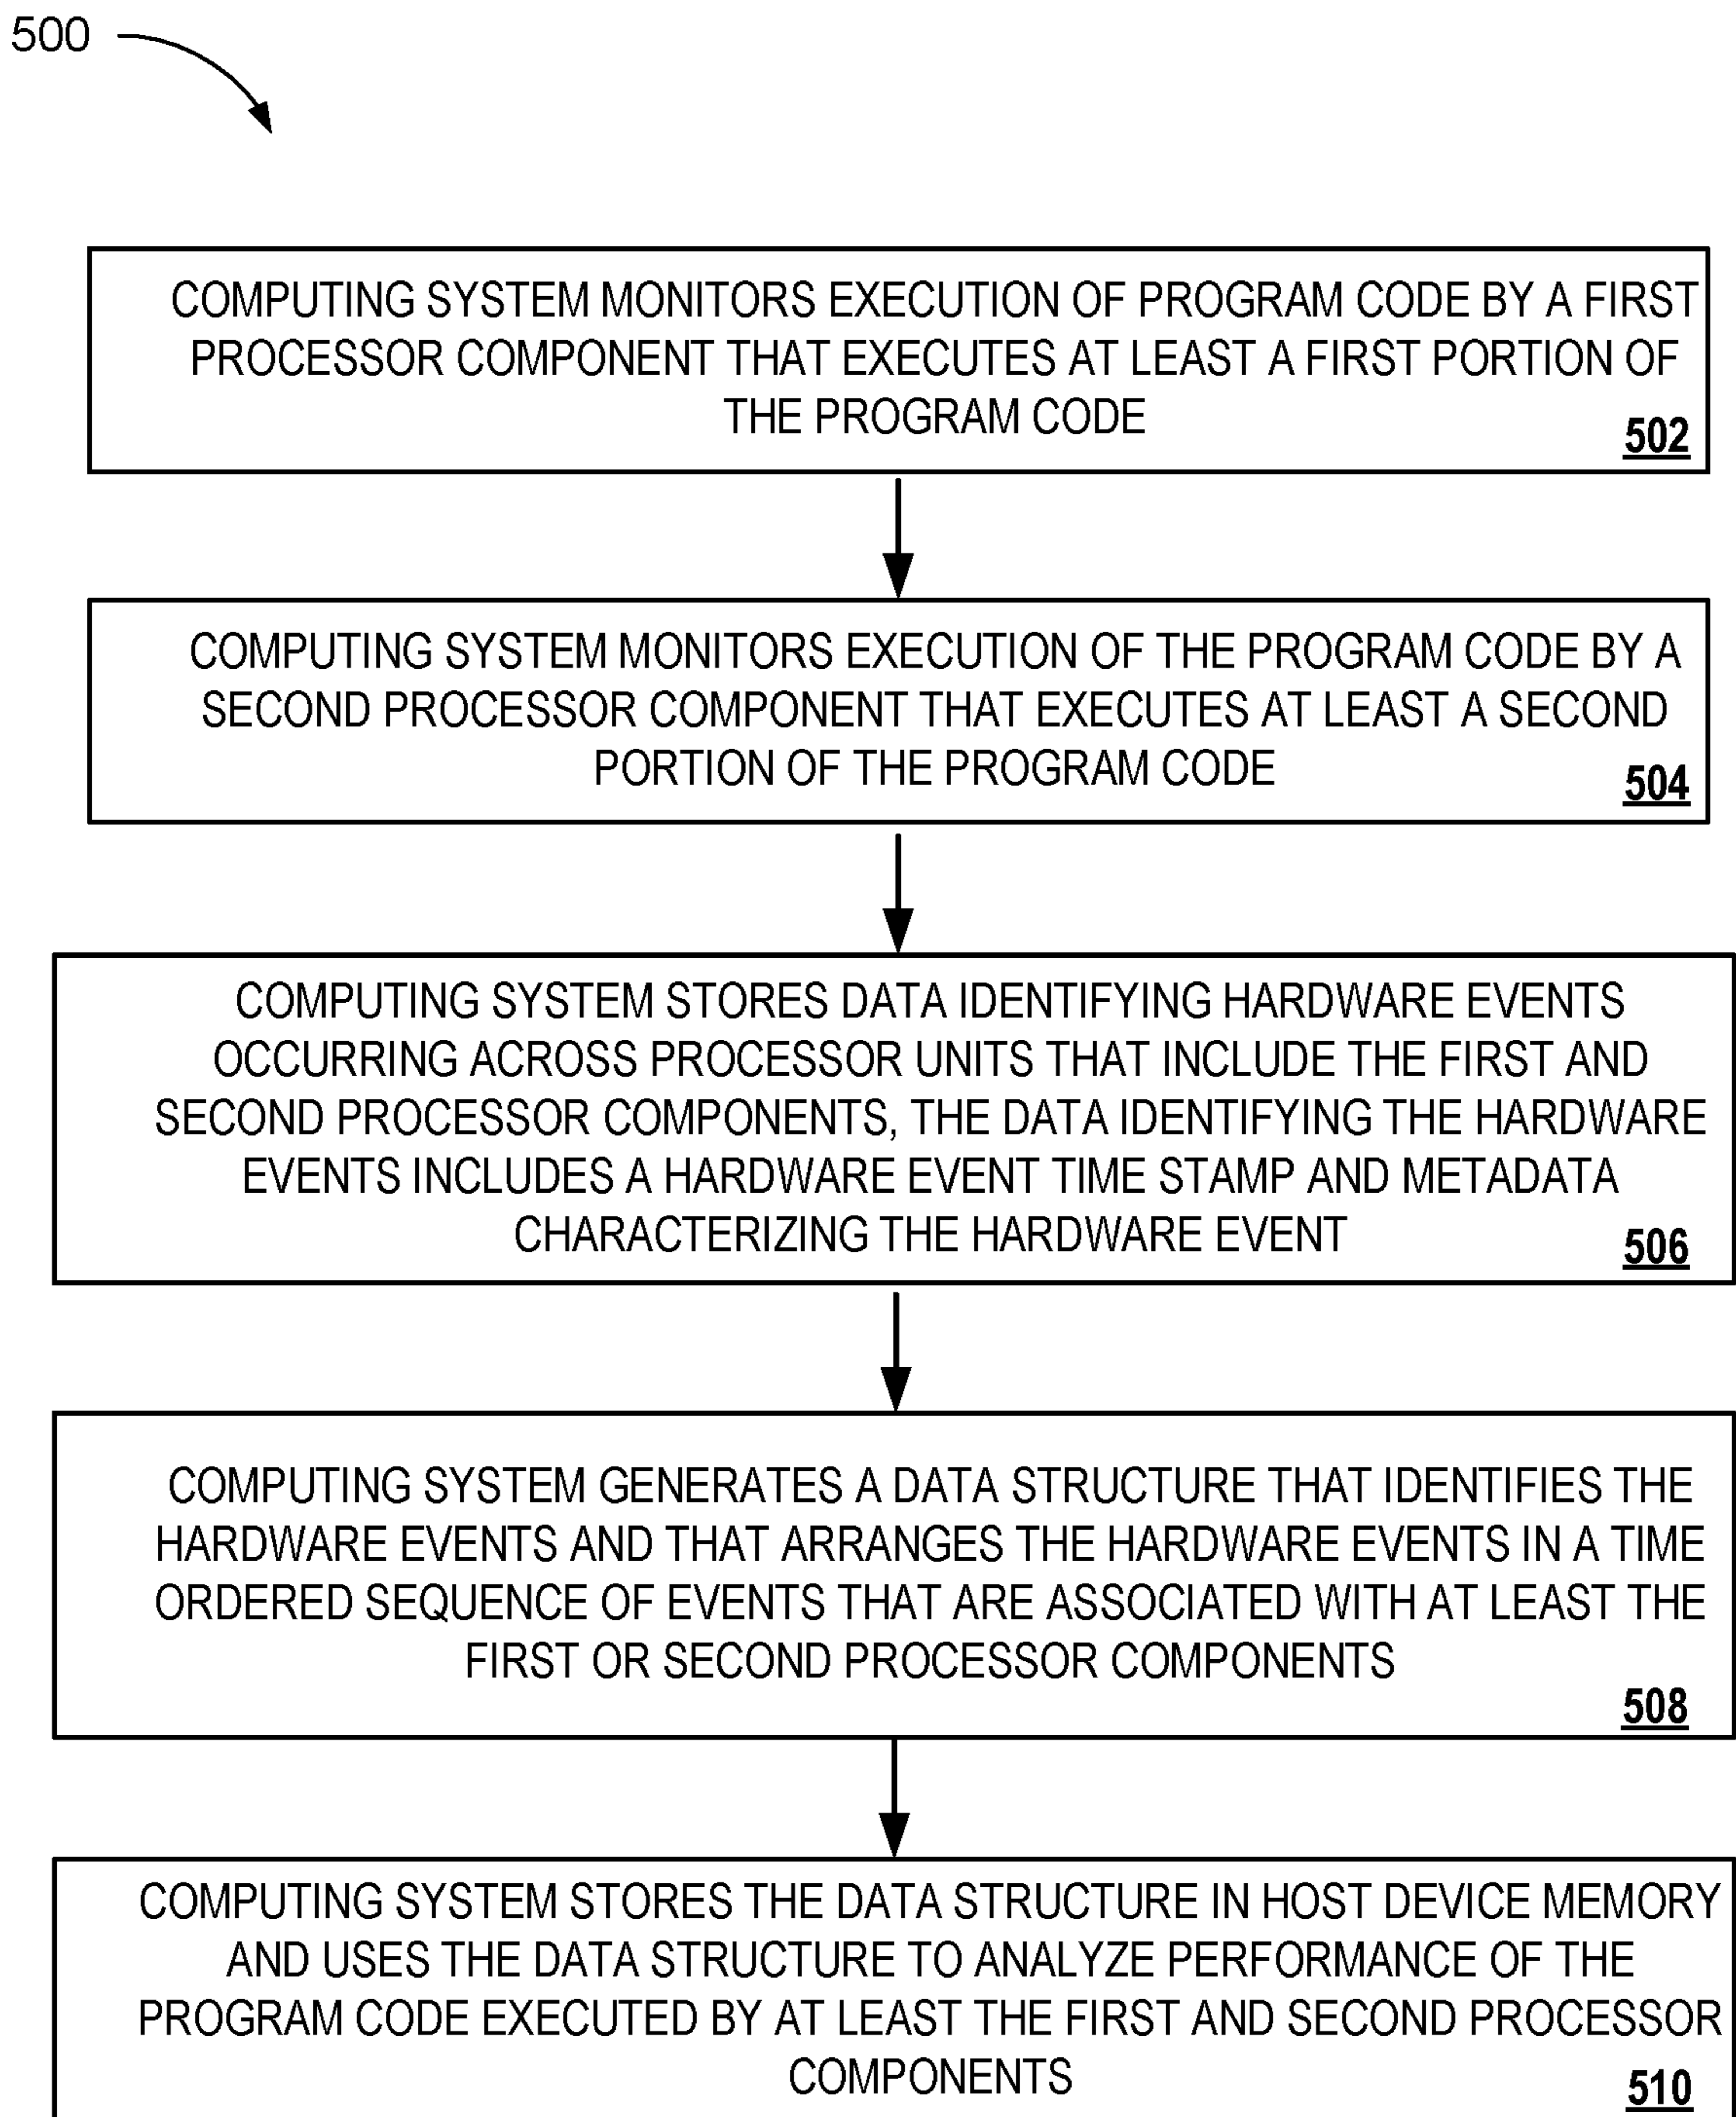 500
COMPUTING SYSTEM MONITORS EXECUTION OF PROGRAM CODE BY A FIRST
PROCESSOR COMPONENT THAT EXECUTES AT LEAST A FIRST PORTION OF
THE PROGRAM CODE
502
COMPUTING SYSTEM MONITORS EXECUTION OF THE PROGRAM CODE BY A
SECOND PROCESSOR COMPONENT THAT EXECUTES AT LEAST A SECOND
PORTION OF THE PROGRAM CODE
504
COMPUTING SYSTEM STORES DATA IDENTIFYING HARDWARE EVENTS
OCCURRING ACROSS PROCESSOR UNITS THAT INCLUDE THE FIRST AND
SECOND PROCESSOR COMPONENTS, THE DATA IDENTIFYING THE HARDWARE
EVENTS INCLUDES A HARDWARE EVENT TIME STAMP AND METADATA
CHARACTERIZING THE HARDWARE EVENT
506
COMPUTING SYSTEM GENERATES A DATA STRUCTURE THAT IDENTIFIES THE
HARDWARE EVENTS AND THAT ARRANGES THE HARDWARE EVENTS IN A TIME
ORDERED SEQUENCE OF EVENTS THAT ARE ASSOCIATED WITH AT LEAST THE
FIRST OR SECOND PROCESSOR COMPONENTS
508
COMPUTING SYSTEM STORES THE DATA STRUCTURE IN HOST DEVICE MEMORY
AND USES THE DATA STRUCTURE TO ANALYZE PERFORMANCE OF THE
PROGRAM CODE EXECUTED BY AT LEAST THE FIRST AND SECOND PROCESSOR
COMPONENTS
510